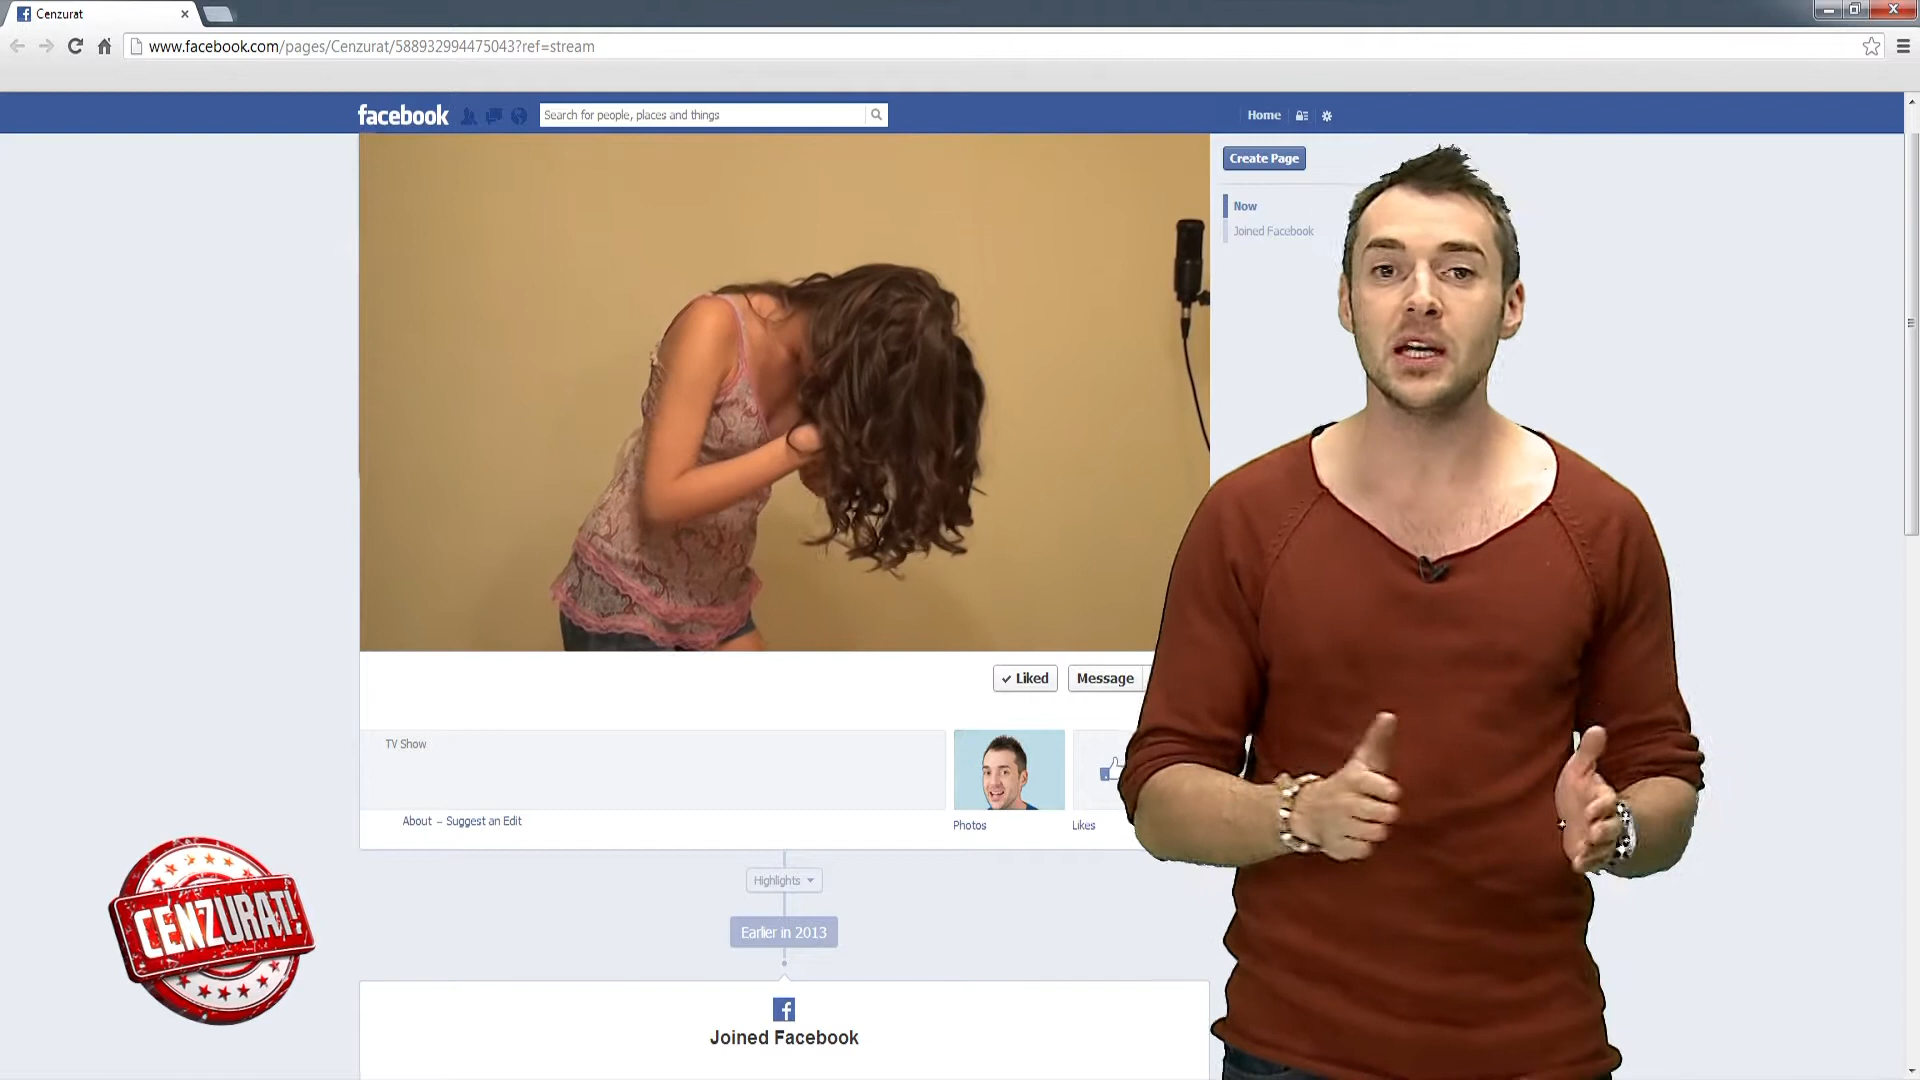 Cenzurat
www.facebook.com/pages/Cenzurat/588932994475043?ref=stream
facebook
Search for people, places and things
Home
Create Page
Now
Joined Facebook
Liked
Message
TV Show
Photos
Likes
About – Suggest an Edit
Highlights
CENZURAT!
Earlier in 2013
Joined Facebook